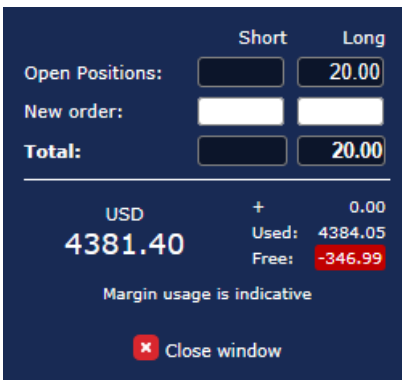 Short Long
Open Positions: 20.00
New order:
Total: 20.00
USD
4381.40
+ 0.00
Used: 4384.05
Free: -346.99
Margin usage is indicative
Close window